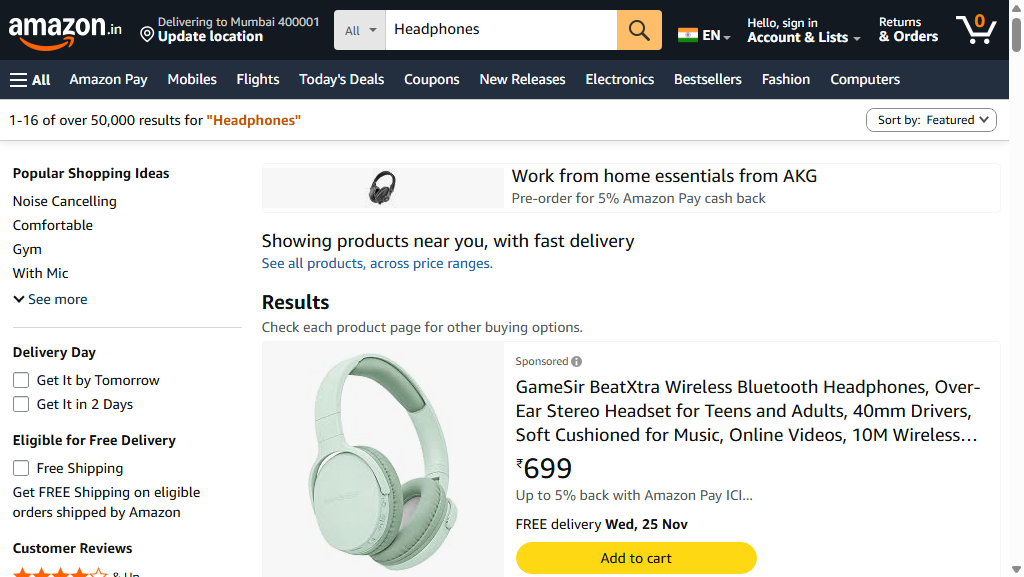 amazon.in
Delivering to Mumbai 400001
Update location
All
Headphones
EN
Hello, sign in
Account & Lists
Returns
& Orders
0
All
Amazon Pay
Mobiles
Flights
Today's Deals
Coupons
New Releases
Electronics
Bestsellers
Fashion
Computers
1-16 of over 50,000 results for "Headphones"
Sort by: Featured
Popular Shopping Ideas
Noise Cancelling
Comfortable
Gym
With Mic
See more
Delivery Day
Get It by Tomorrow
Get It in 2 Days
Eligible for Free Delivery
Free Shipping
Get FREE Shipping on eligible
orders shipped by Amazon
Customer Reviews
& Up
Work from home essentials from AKG
Pre-order for 5% Amazon Pay cash back
Showing products near you, with fast delivery
See all products, across price ranges.
Results
Check each product page for other buying options.
Sponsored
GameSir BeatXtra Wireless Bluetooth Headphones, Over-
Ear Stereo Headset for Teens and Adults, 40mm Drivers,
Soft Cushioned for Music, Online Videos, 10M Wireless…
₹699
Up to 5% back with Amazon Pay ICI…
FREE delivery Wed, 25 Nov
Add to cart